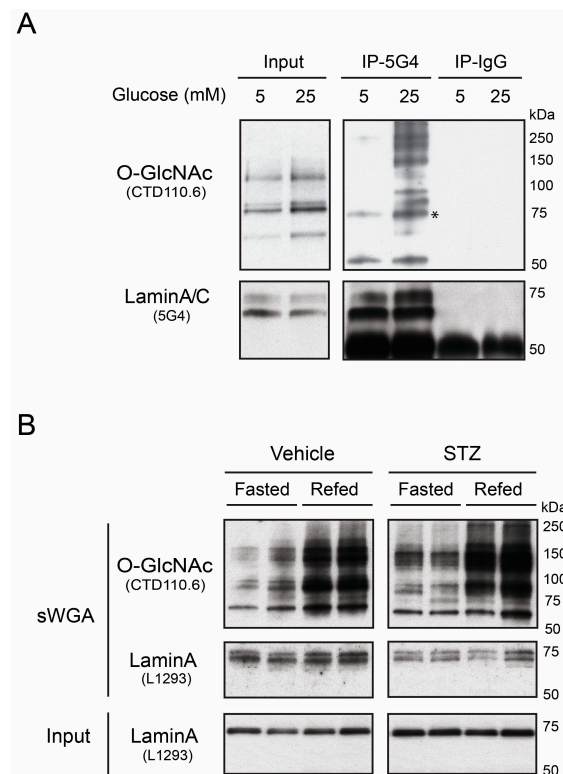 A
Input IP-5G4 IP-IgG
Glucose (mM) 5 25 5 25 5 25
kDa
O-GlcNAc
(CTD110.6)
250
150
100
75
*
50
LaminA/C
(5G4)
75
50
B
Vehicle STZ
Fasted Refed Fasted Refed
kDa
sWGA
O-GlcNAc
(CTD110.6)
250
150
100
75
50
LaminA
(L1293)
75
50
Input LaminA
(L1293)
75
50